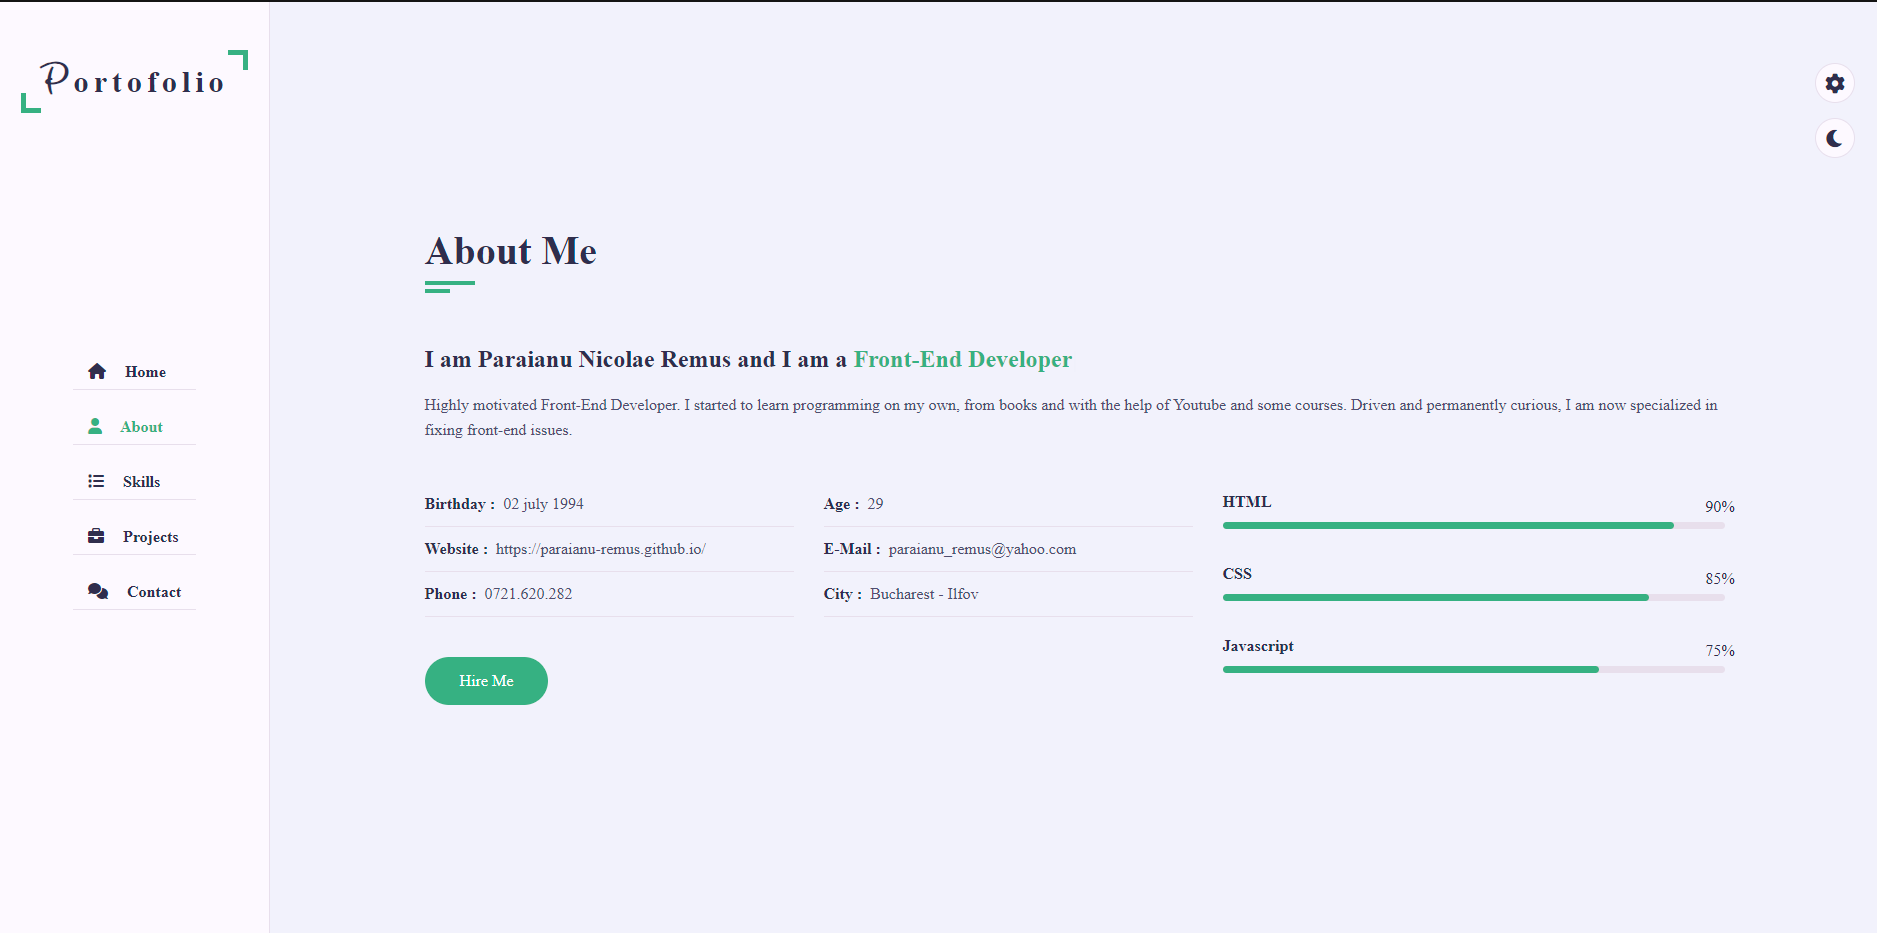 Portofolio
Home
About
Skills
Projects
Contact
About Me
I am Paraianu Nicolae Remus and I am a Front-End Developer
Highly motivated Front-End Developer. I started to learn programming on my own, from books and with the help of Youtube and some courses. Driven and permanently curious, I am now specialized in
fixing front-end issues.
Birthday : 02 july 1994
Age : 29
Website : https://paraianu-remus.github.io/
E-Mail : paraianu_remus@yahoo.com
Phone : 0721.620.282
City : Bucharest - Ilfov
Hire Me
HTML 90%
CSS 85%
Javascript 75%